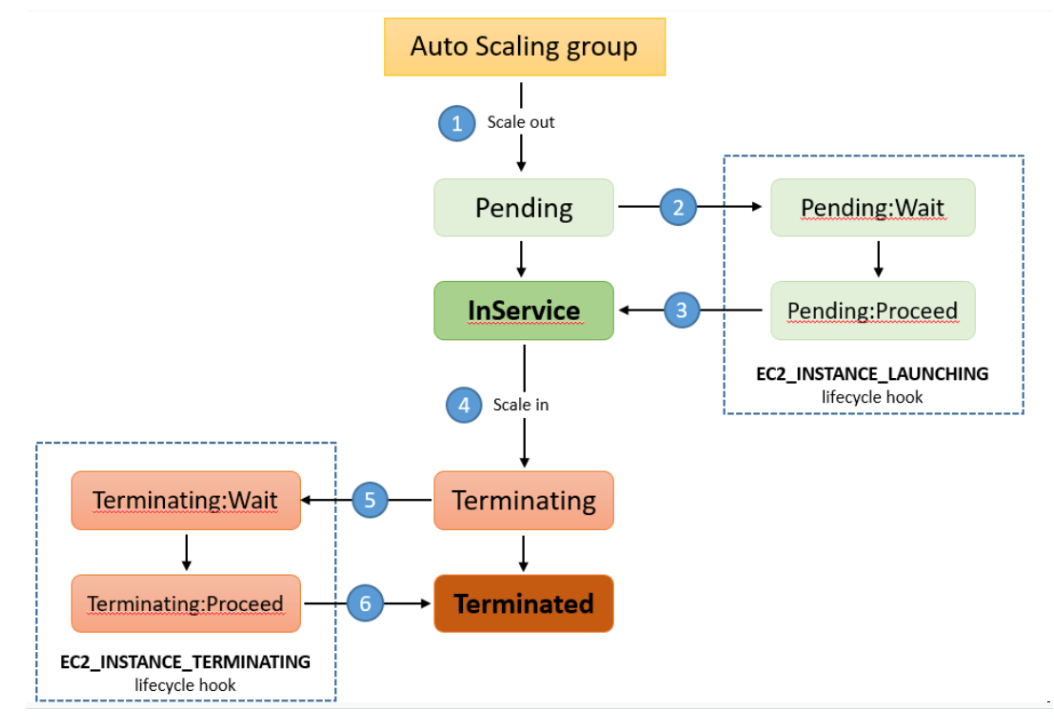 Auto Scaling group
1 Scale out
Pending
2
Pending:Wait
InService
3
Pending:Proceed
EC2_INSTANCE_LAUNCHING
lifecycle hook
4 Scale in
Terminating:Wait
5
Terminating
Terminating:Proceed
6
Terminated
EC2_INSTANCE_TERMINATING
lifecycle hook